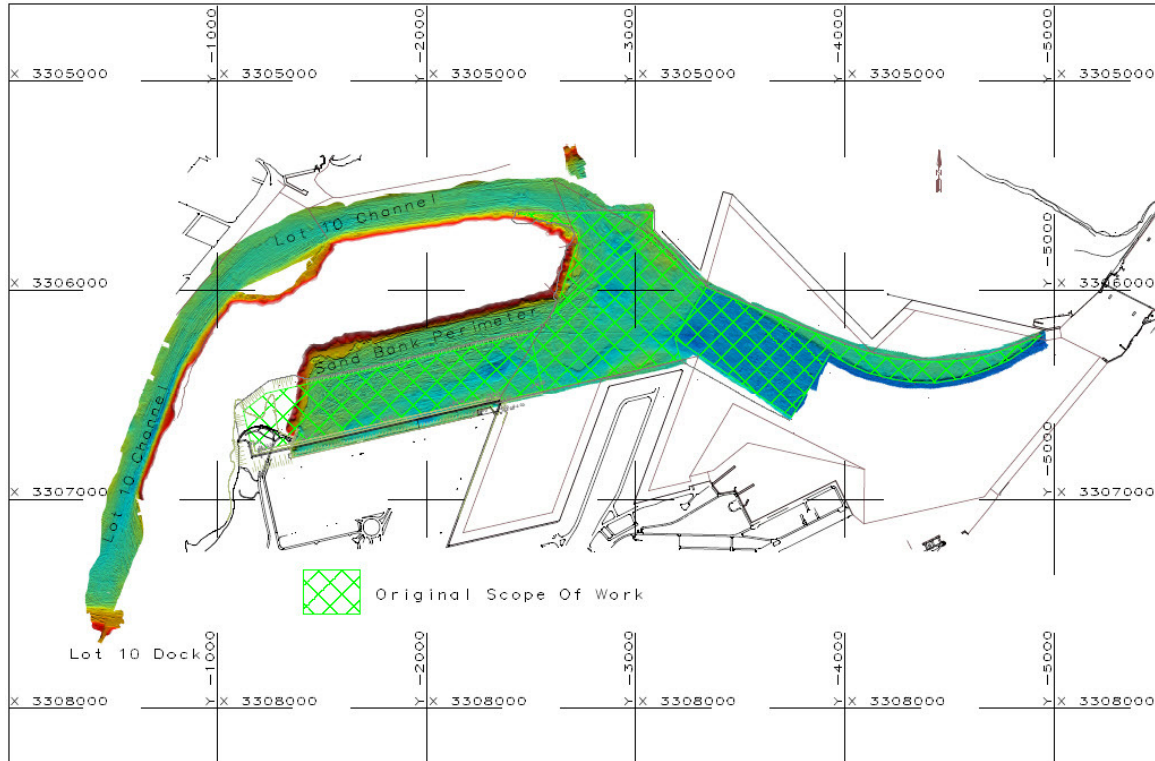 Y -1000
Y -2000
Y -3000
Y -4000
Y -5000
X 3305000
X 3305000
X 3305000
X 3305000
X 3305000
X 3305000
Lot 10 Channel
Y -5000
X 3306000
X 3306000
X 3306000
Sand Bank Perimeter
Lot 10 Channel
Y -5000
X 3307000
X 3307000
Original Scope Of Work
Lot 10 Dock
Y -1000
Y -2000
Y -3000
Y -4000
Y -5000
X 3308000
X 3308000
X 3308000
X 3308000
X 3308000
X 3308000